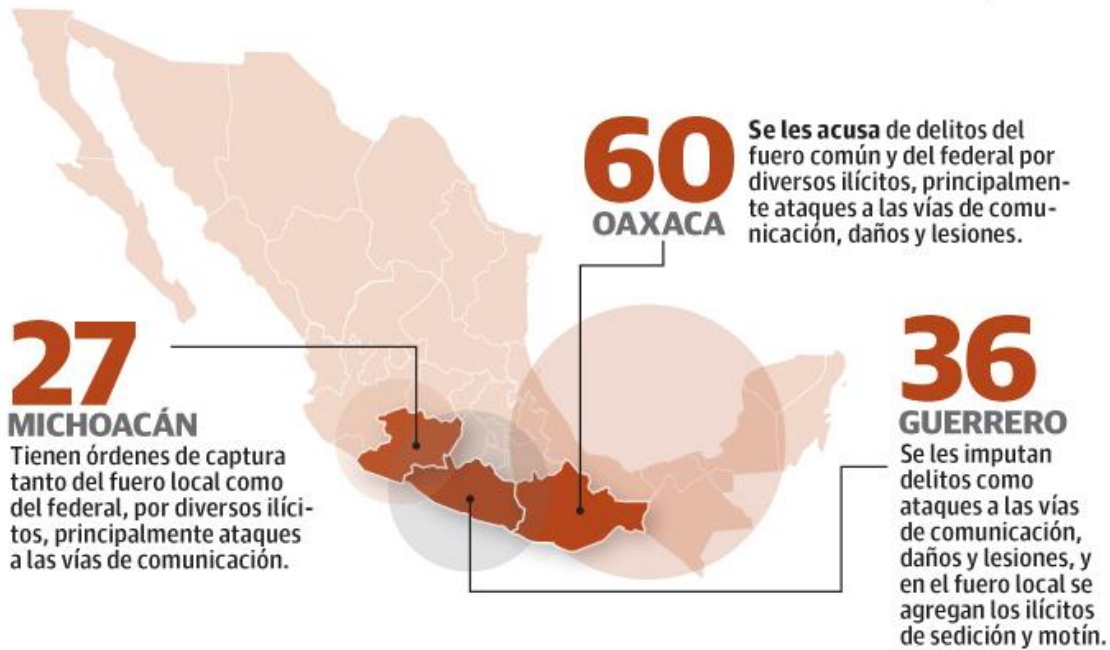 60
OAXACA
Se les acusa de delitos del
fuero común y del federal por
diversos ilícitos, principalmen-
te ataques a las vías de comu-
nicación, daños y lesiones.
27
MICHOACÁN
Tienen órdenes de captura
tanto del fuero local como
del federal, por diversos ilíci-
tos, principalmente ataques
a las vías de comunicación.
36
GUERRERO
Se les imputan
delitos como
ataques a las vías
de comunicación,
daños y lesiones, y
en el fuero local se
agregan los ilícitos
de sedición y motín.